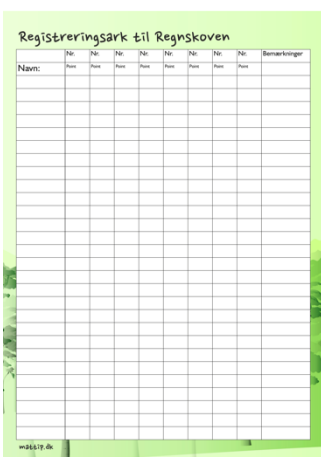 Registreringsark til Regnskoven
Nr. Nr. Nr. Nr. Nr. Nr. Nr. Nr. Bemærkninger
Navn: Point Point Point Point Point Point Point Point
mattip.dk